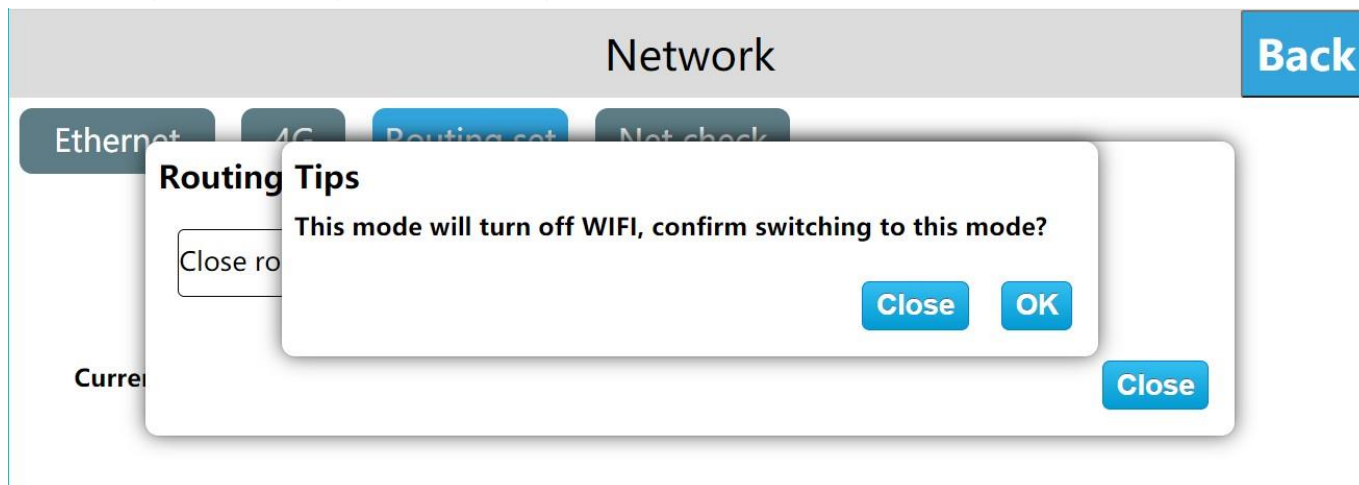 Network
Back
Ethernet
4G
Routing set
Net check
Routing
Tips
This mode will turn off WIFI, confirm switching to this mode?
Close ro
Close
OK
Curre
Close